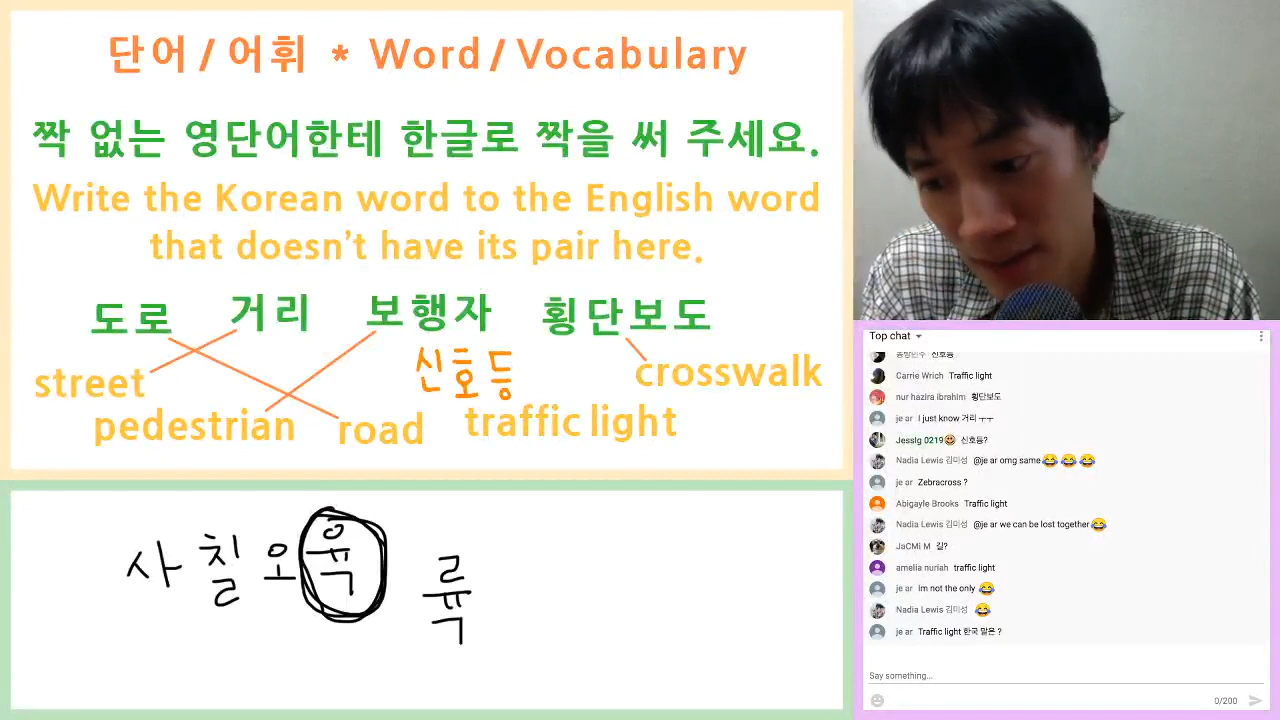 단어 / 어휘 * Word / Vocabulary
짝 없는 영단어한테 한글로 짝을 써 주세요.
Write the Korean word to the English word
that doesn't have its pair here.
도로 거리 보행자 횡단보도
신호등
street crosswalk
pedestrian road traffic light
사 칠 오 육 륙
Top chat
신호등
Carrie Wrich Traffic light
nur hazira ibrahim 횡단보도
je ar I just know 거리 ㅜㅜ
Jesslg 0219 신호등?
Nadia Lewis 김미성 @je ar omg same😂😂😂
je ar Zebracross ?
Abigayle Brooks Traffic light
Nadia Lewis 김미성 @je ar we can be lost together😂
JaCMi M 길?
amelia nuriah traffic light
je ar Im not the only 😂
Nadia Lewis 김미성 😂
je ar Traffic light 한국 말은 ?
Say something...
0/200